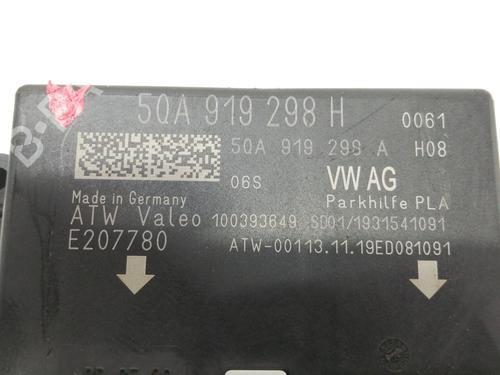 5QA 919 298 H 0061
5QA 919 298 A H08
06S VW AG
Made in Germany Parkhilfe PLA
ATW Valeo 100393649 SD01/1931541091
E207780 ATW-00113.11.19ED081091